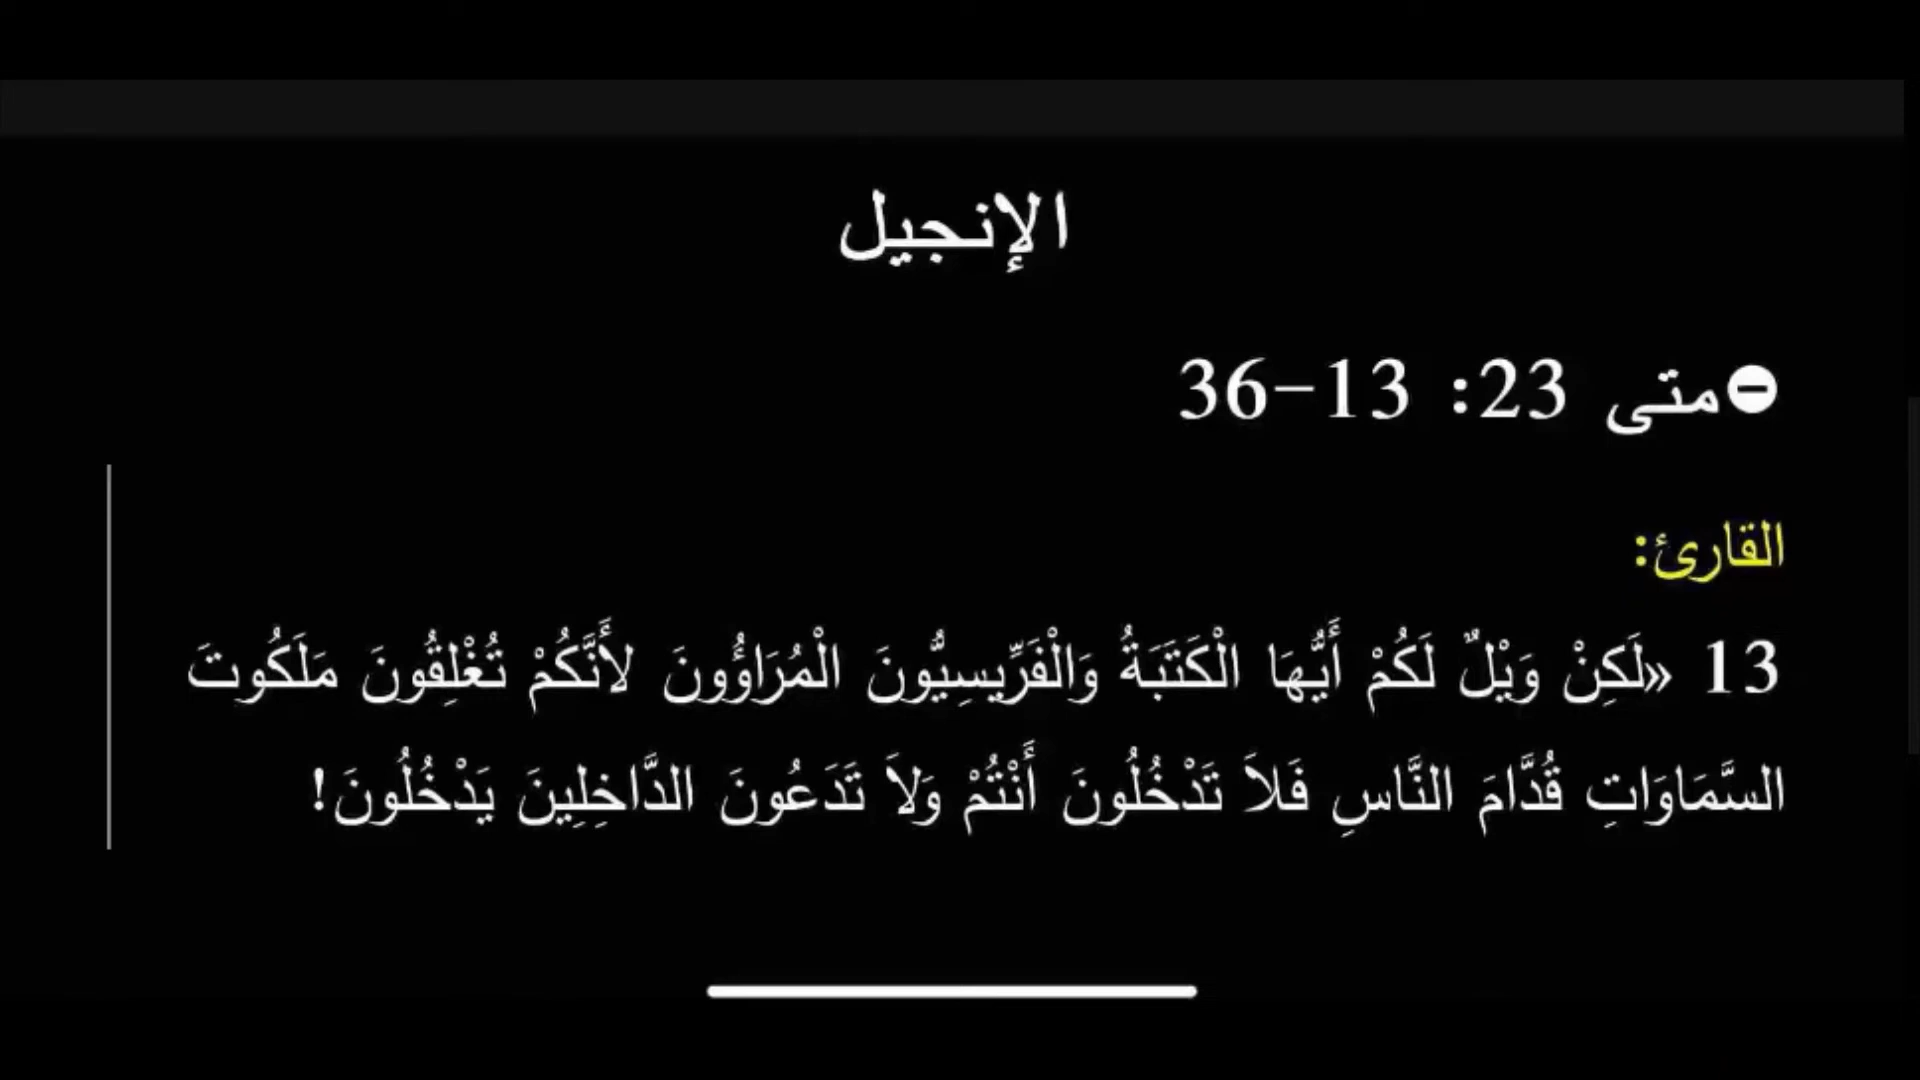 الإنجيل
متى 23: 13-36
القارئ:
13 «لَكِنْ وَيْلٌ لَكُمْ أَيُّهَا الْكَتَبَةُ وَالْفَرِّيسِيُّونَ الْمُرَاؤُونَ لأَنَّكُمْ تُغْلِقُونَ مَلَكُوتَ
السَّمَاوَاتِ قُدَّامَ النَّاسِ فَلاَ تَدْخُلُونَ أَنْتُمْ وَلاَ تَدَعُونَ الدَّاخِلِينَ يَدْخُلُونَ!